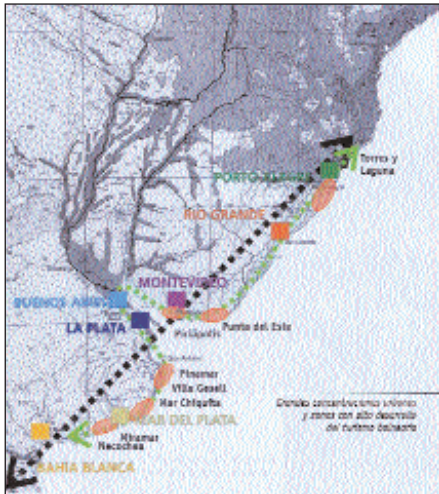 Torres y
Laguna
PORTO ALEGRE
RIO GRANDE
MONTEVIDEO
BUENOS AIRES
LA PLATA
Piriápolis
Punta del Este
Pinamar
Villa Gesell
Mar Chiquita
MAR DEL PLATA
Miramar
Necochea
BAHIA BLANCA
Grandes concentraciones urbanas
y zonas con alto desarrollo
del turismo balneario